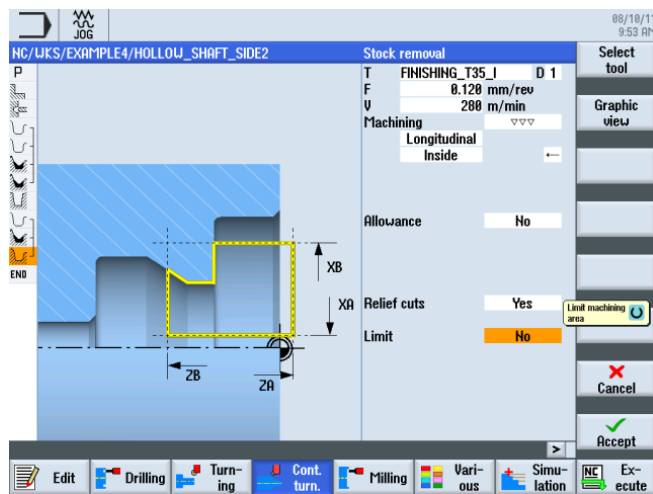 JOG
08/10/1
9:53 AM
NC/WKS/EXAMPLE4/HOLLOW_SHAFT_SIDE2
Stock removal
Select
tool
P
T FINISHING_T35_I D 1
F 0.120 mm/rev
V 280 m/min
Machining ▽▽▽
Longitudinal
Inside ←
Graphic
view
Allowance No
XB
XA
Relief cuts Yes
Limit machining
area
Limit No
END
ZB
ZA
Cancel
Accept
>
Edit
Drilling
Turn-
ing
Cont.
turn.
Milling
Vari-
ous
Simu-
lation
NC
Ex-
ecute